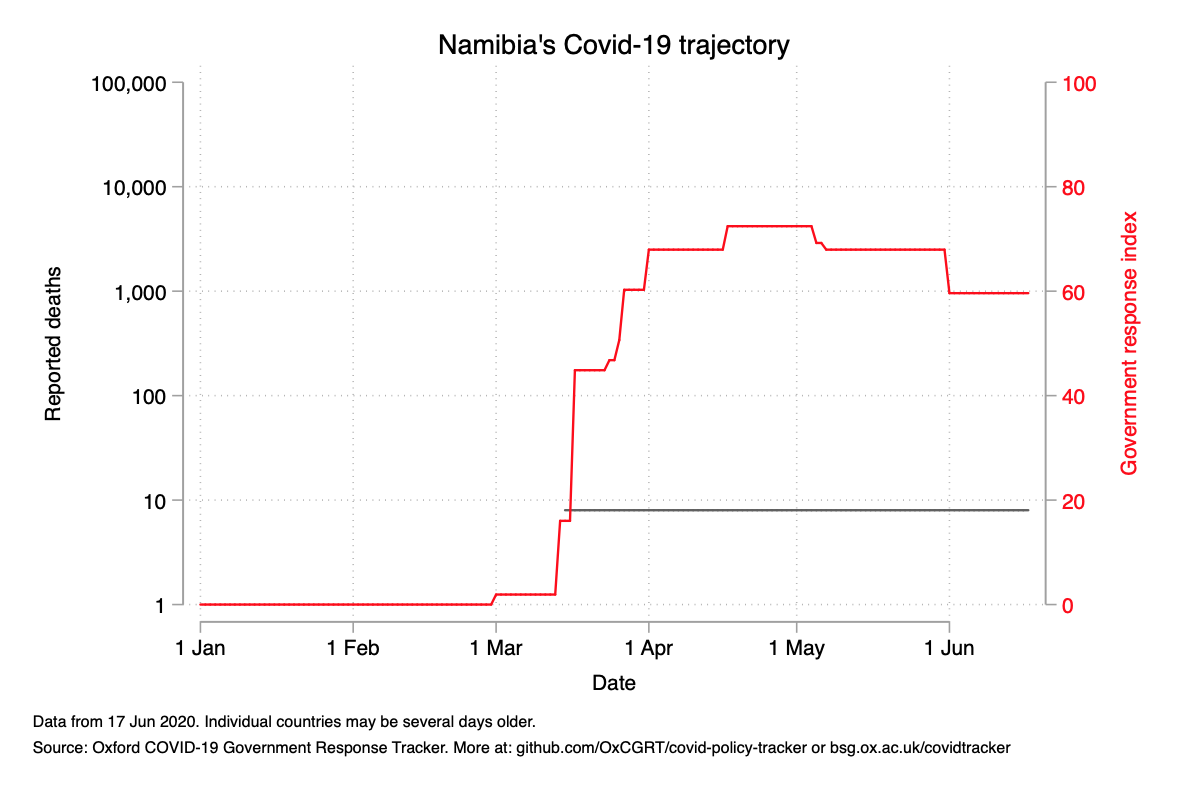 Namibia's Covid-19 trajectory
100,000
10,000
1,000
100
10
1
Reported deaths
100
80
60
40
20
0
Government response index
1 Jan
1 Feb
1 Mar
1 Apr
1 May
1 Jun
Date
Data from 17 Jun 2020. Individual countries may be several days older.
Source: Oxford COVID-19 Government Response Tracker. More at: github.com/OxCGRT/covid-policy-tracker or bsg.ox.ac.uk/covidtracker